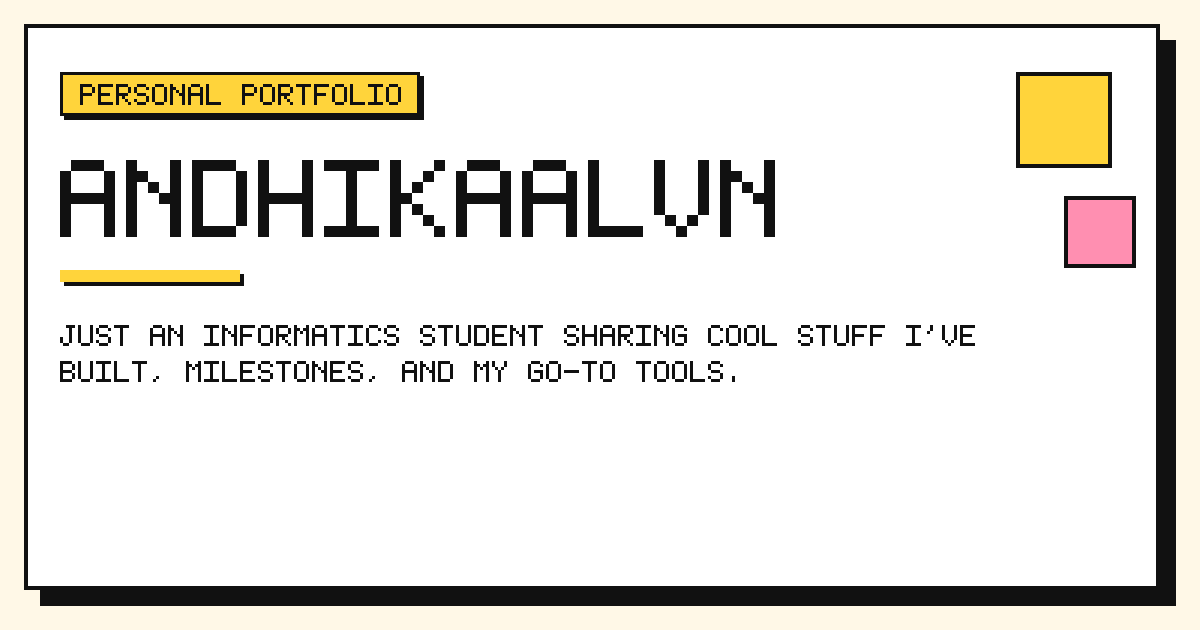 PERSONAL PORTFOLIO
ANDHIKAALVN
JUST AN INFORMATICS STUDENT SHARING COOL STUFF I'VE
BUILT, MILESTONES, AND MY GO-TO TOOLS.